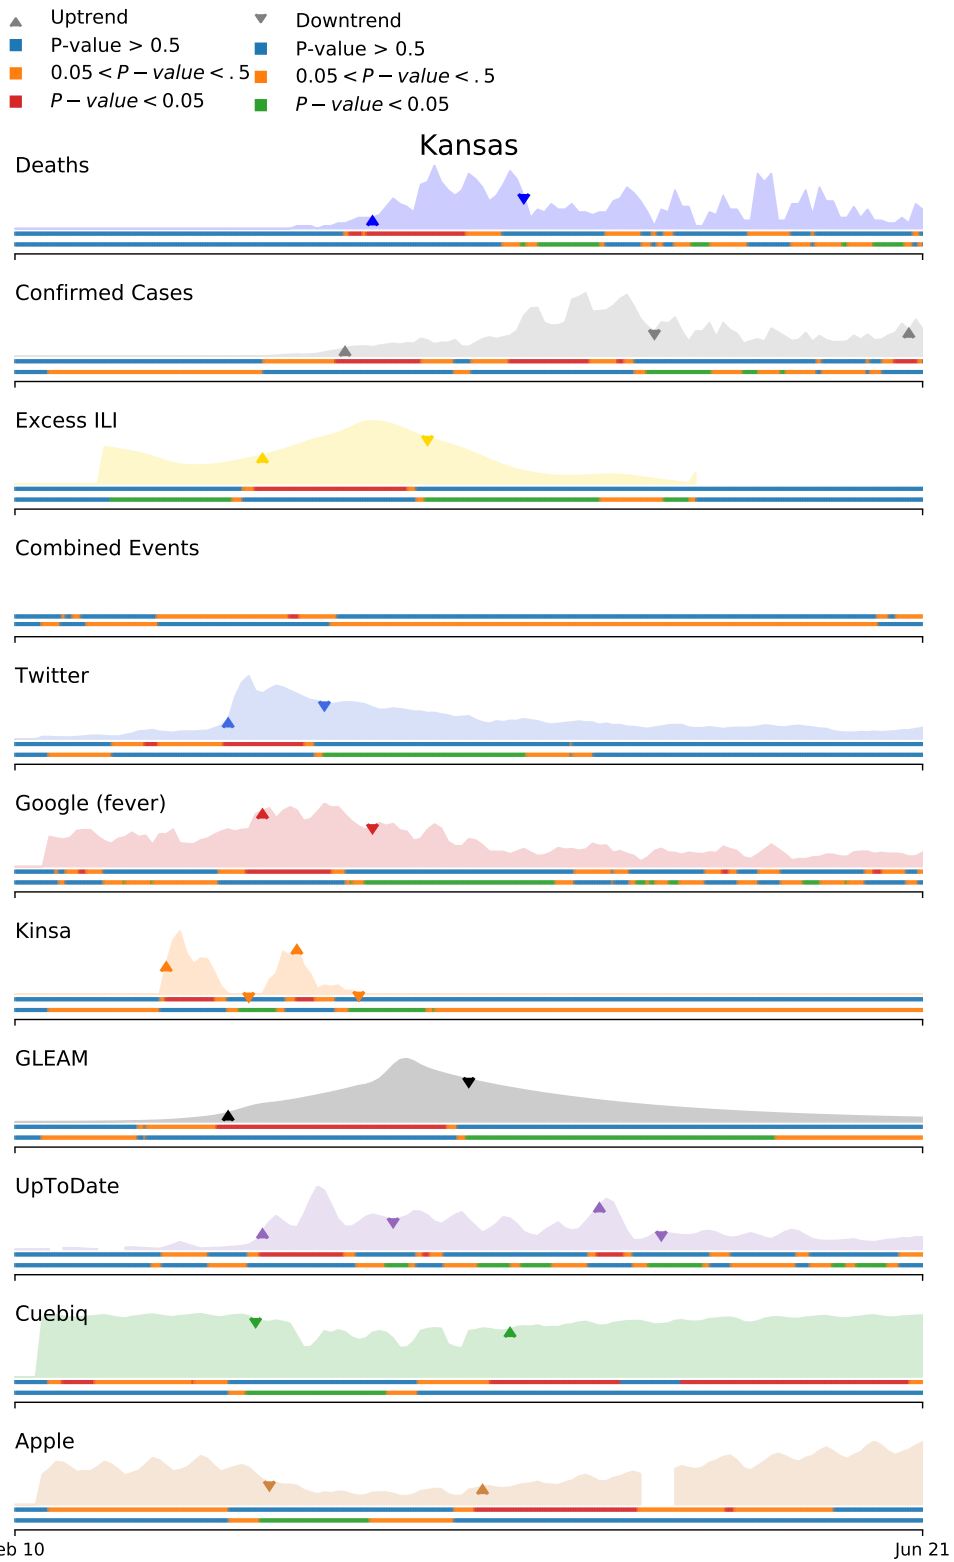 Uptrend
P-value > 0.5
0.05 < P − value < .5
P − value < 0.05
Downtrend
P-value > 0.5
0.05 < P − value < .5
P − value < 0.05
Kansas
Deaths
Confirmed Cases
Excess ILI
Combined Events
Twitter
Google (fever)
Kinsa
GLEAM
UpToDate
Cuebiq
Apple
eb 10
Jun 21